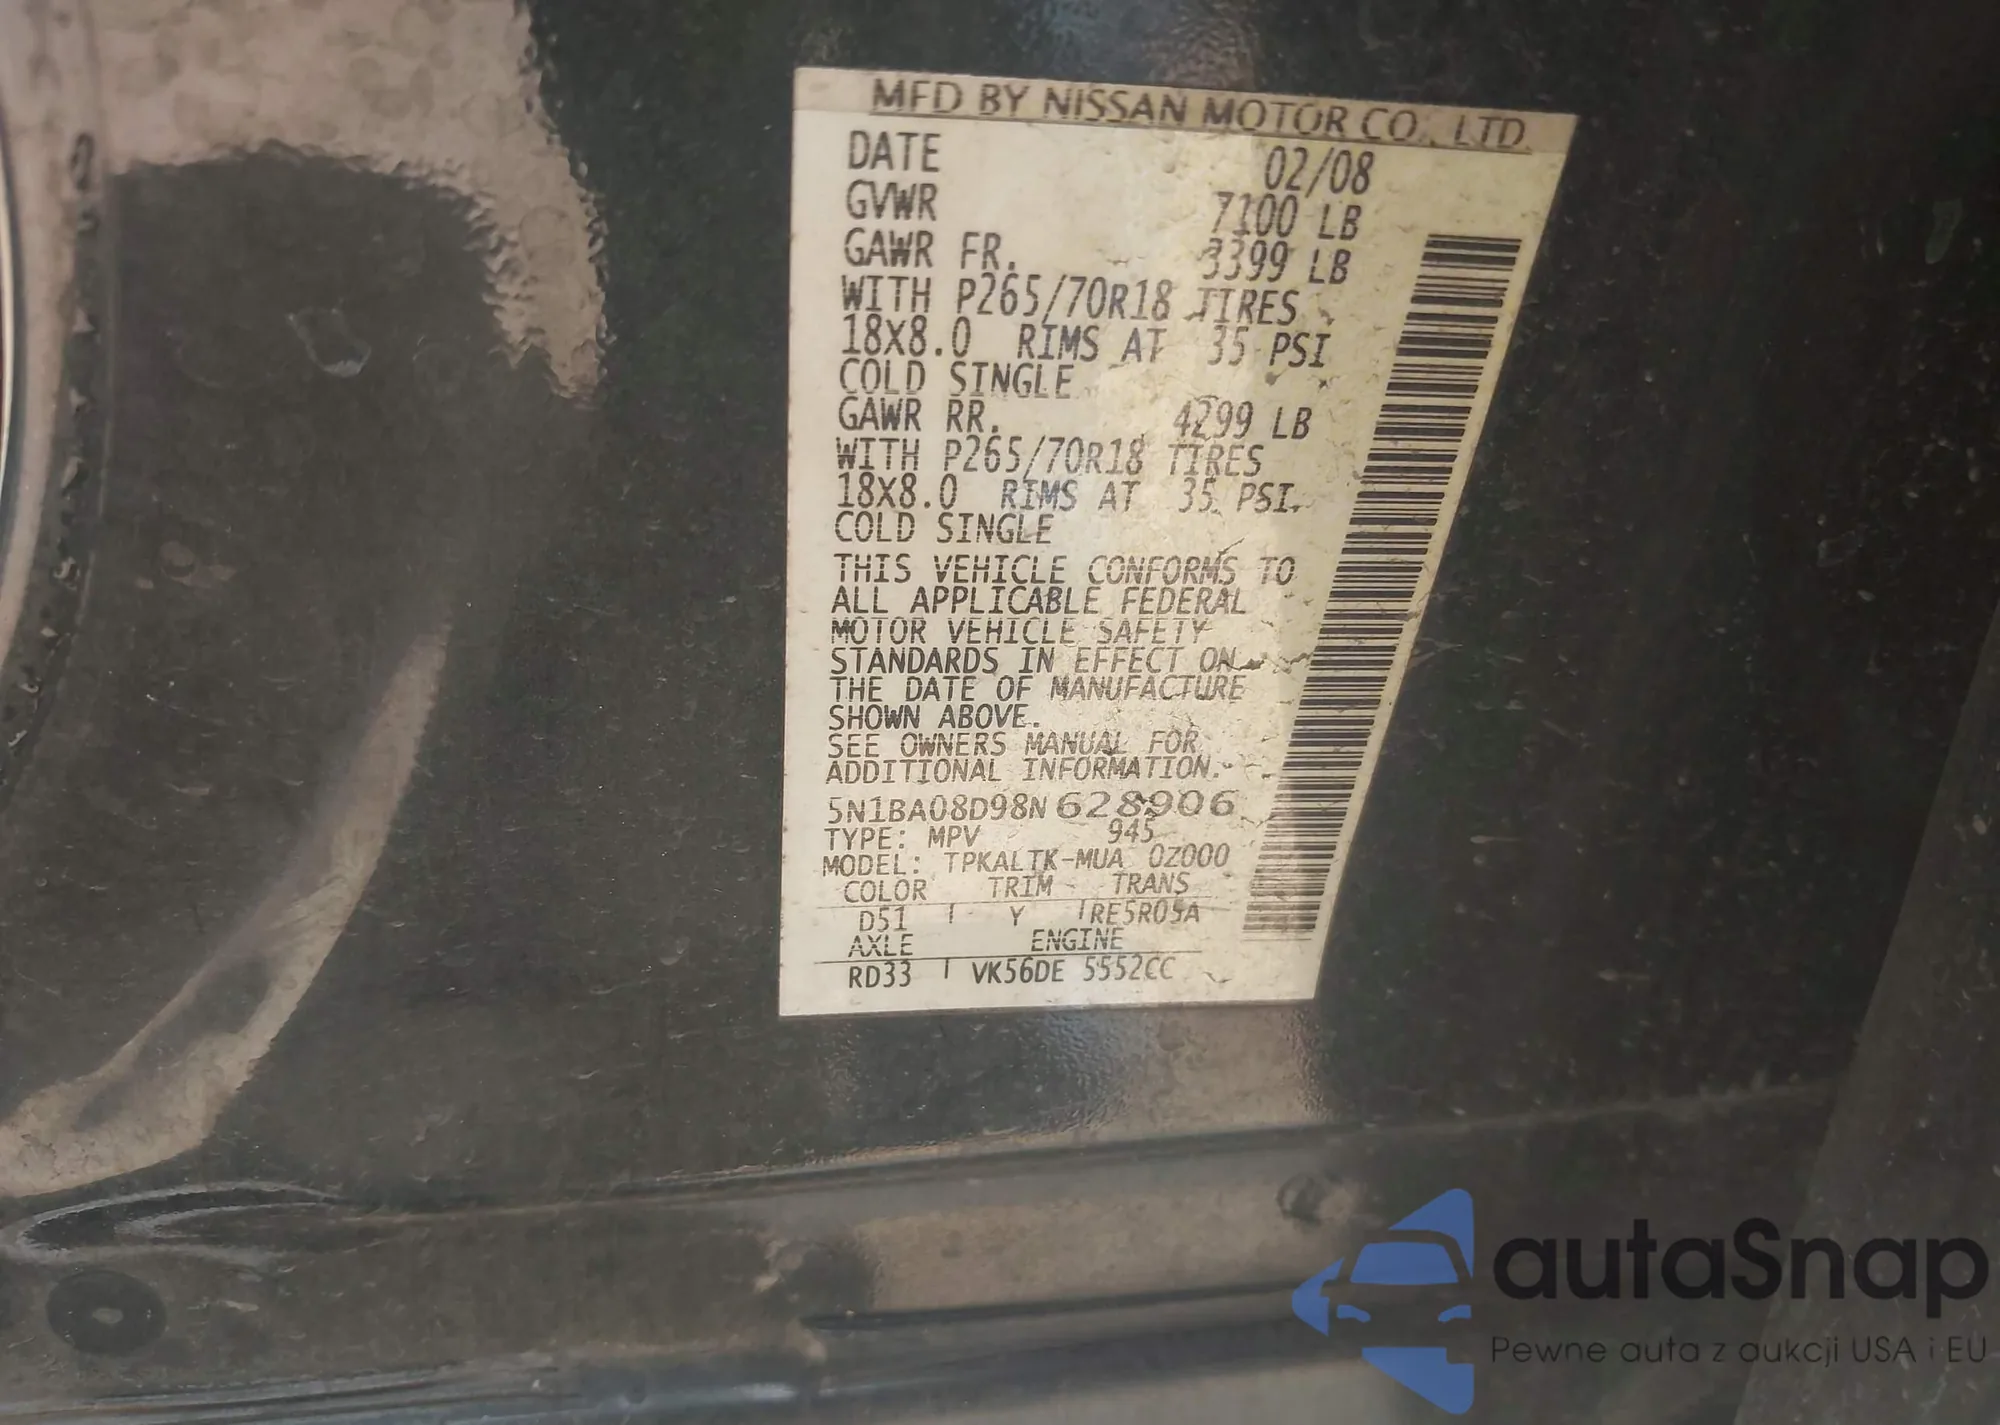 MFD BY NISSAN MOTOR CO., LTD.
DATE 02/08
GVWR 7100 LB
GAWR FR. 3399 LB
WITH P265/70R18 TIRES
18X8.0 RIMS AT 35 PSI
COLD SINGLE
GAWR RR. 4299 LB
WITH P265/70R18 TIRES
18X8.0 RIMS AT 35 PSI.
COLD SINGLE
THIS VEHICLE CONFORMS TO
ALL APPLICABLE FEDERAL
MOTOR VEHICLE SAFETY
STANDARDS IN EFFECT ON
THE DATE OF MANUFACTURE
SHOWN ABOVE.
SEE OWNERS MANUAL FOR
ADDITIONAL INFORMATION.
5N1BA08D98N628906
TYPE: MPV 945
MODEL: TPKALTK-MUA 0Z000
COLOR TRIM TRANS
D51 Y RE5R05A
AXLE ENGINE
RD33 VK56DE 5552CC
autaSnap
Pewne auta z aukcji USA i EU